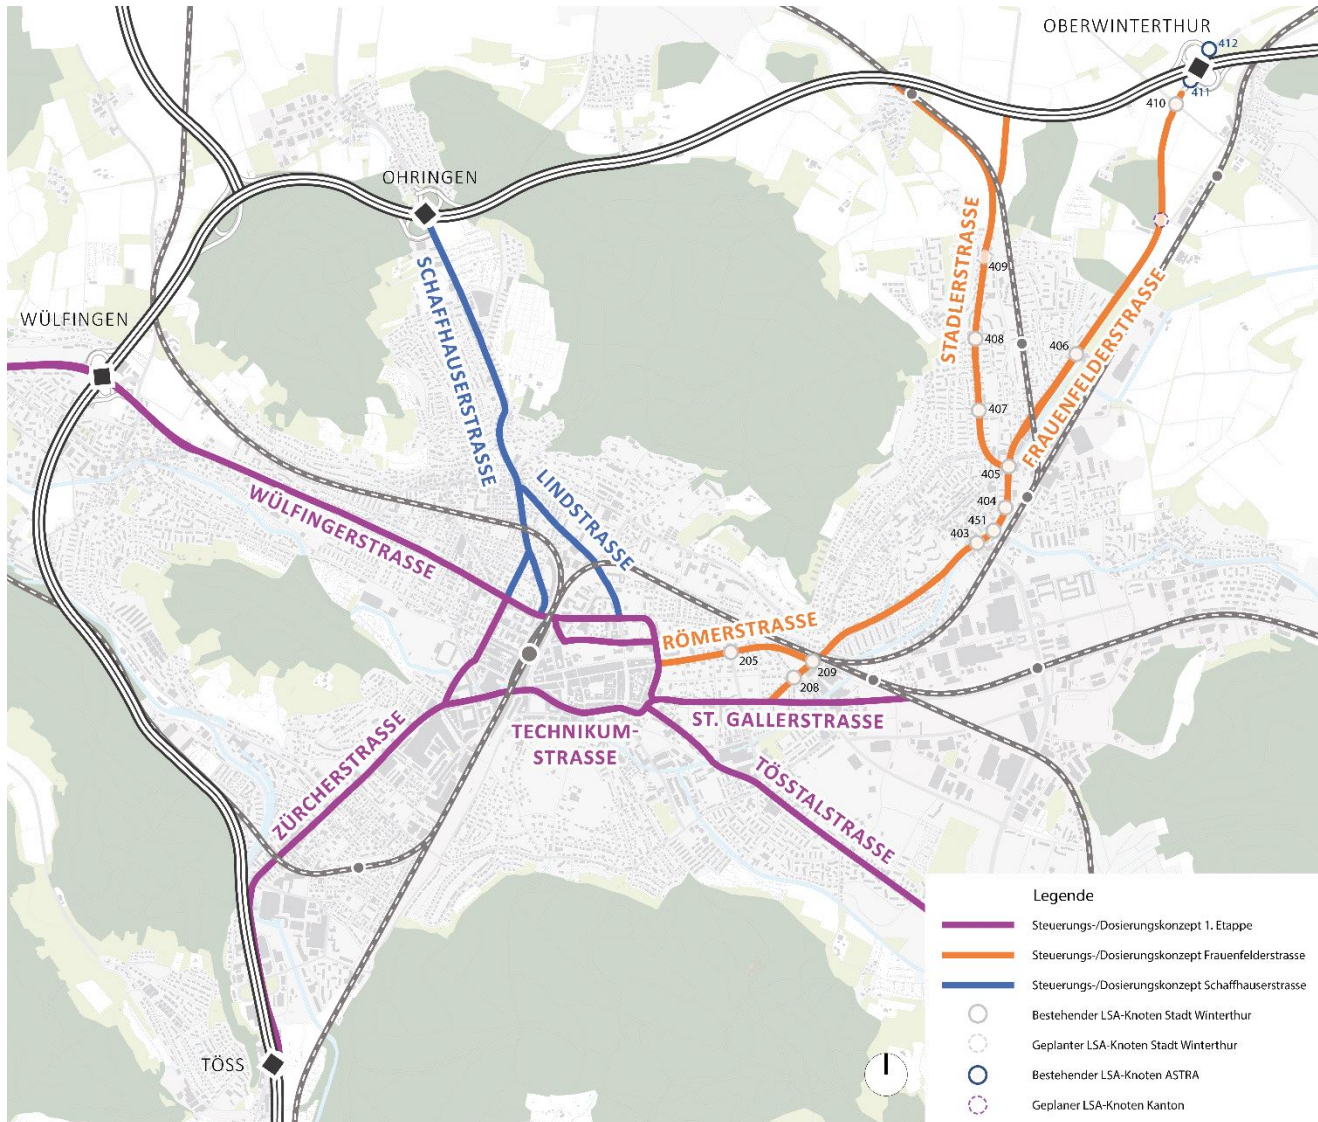 OBERWINTERTHUR
412
411
410
OHRINGEN
STADLERSTRASSE
409
SCHAFFHAUSERSTRASSE
FRAUENFELDERSTRASSE
WÜLFINGEN
408
406
407
405
LINDSTRASSE
404
451
403
WÜLFINGERSTRASSE
RÖMERSTRASSE
205
209
208
ST. GALLERSTRASSE
TECHNIKUM-
STRASSE
ZÜRCHERSTRASSE
TÖSSTALSTRASSE
TÖSS
Legende
Steuerungs-/Dosierungskonzept 1. Etappe
Steuerungs-/Dosierungskonzept Frauenfelderstrasse
Steuerungs-/Dosierungskonzept Schaffhauserstrasse
Bestehender LSA-Knoten Stadt Winterthur
Geplanter LSA-Knoten Stadt Winterthur
Bestehender LSA-Knoten ASTRA
Geplaner LSA-Knoten Kanton